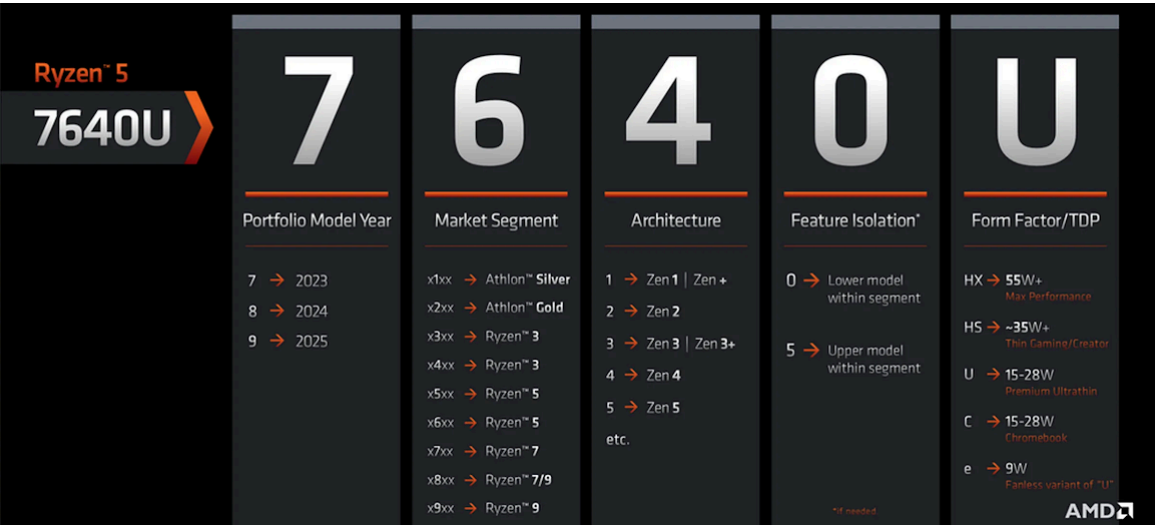 Ryzen™ 5
7640U
7
Portfolio Model Year
7 → 2023
8 → 2024
9 → 2025
6
Market Segment
x1xx → Athlon™ Silver
x2xx → Athlon™ Gold
x3xx → Ryzen™ 3
x4xx → Ryzen™ 3
x5xx → Ryzen™ 5
x6xx → Ryzen™ 5
x7xx → Ryzen™ 7
x8xx → Ryzen™ 7/9
x9xx → Ryzen™ 9
4
Architecture
1 → Zen 1 | Zen +
2 → Zen 2
3 → Zen 3 | Zen 3+
4 → Zen 4
5 → Zen 5
etc.
0
Feature Isolation*
0 → Lower model
within segment
5 → Upper model
within segment
*if needed
U
Form Factor/TDP
HX → 55W+
Max Performance
HS → ~35W+
Thin Gaming/Creator
U → 15-28W
Premium Ultrathin
C → 15-28W
Chromebook
e → 9W
Fanless variant of "U"
AMD